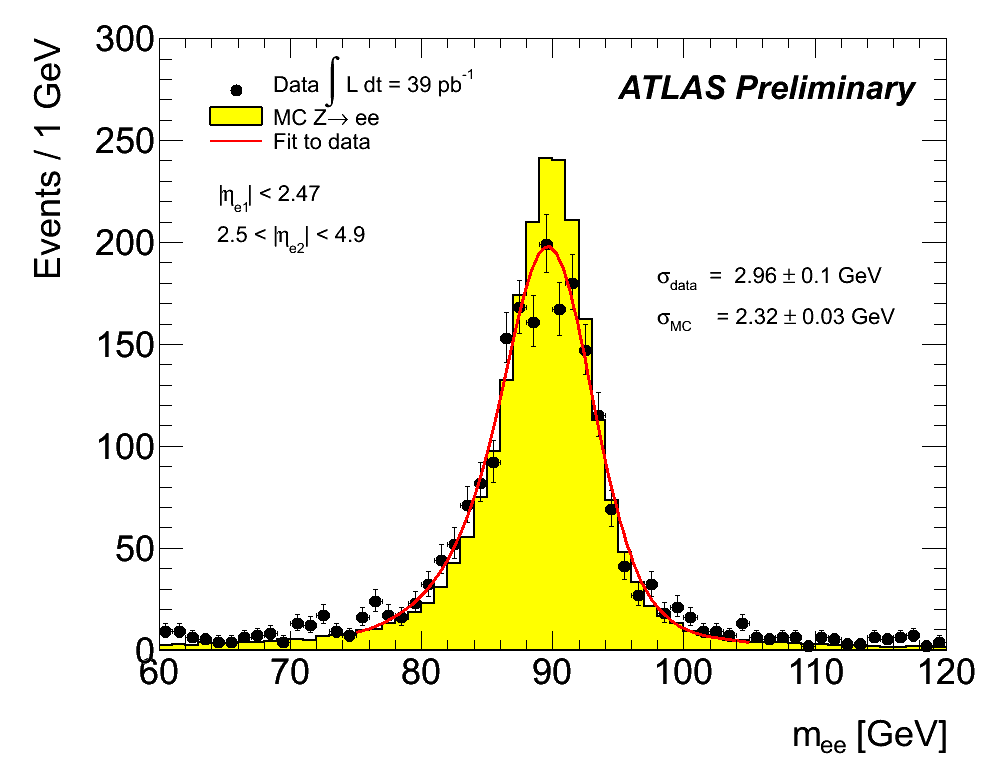 Events / 1 GeV
300
250
200
150
100
50
0
Data ∫ L dt = 39 pb⁻¹
MC Z→ ee
Fit to data
ATLAS Preliminary
|η_e1| < 2.47
2.5 < |η_e2| < 4.9
σ_data = 2.96 ± 0.1 GeV
σ_MC = 2.32 ± 0.03 GeV
60 70 80 90 100 110 120
m_ee [GeV]